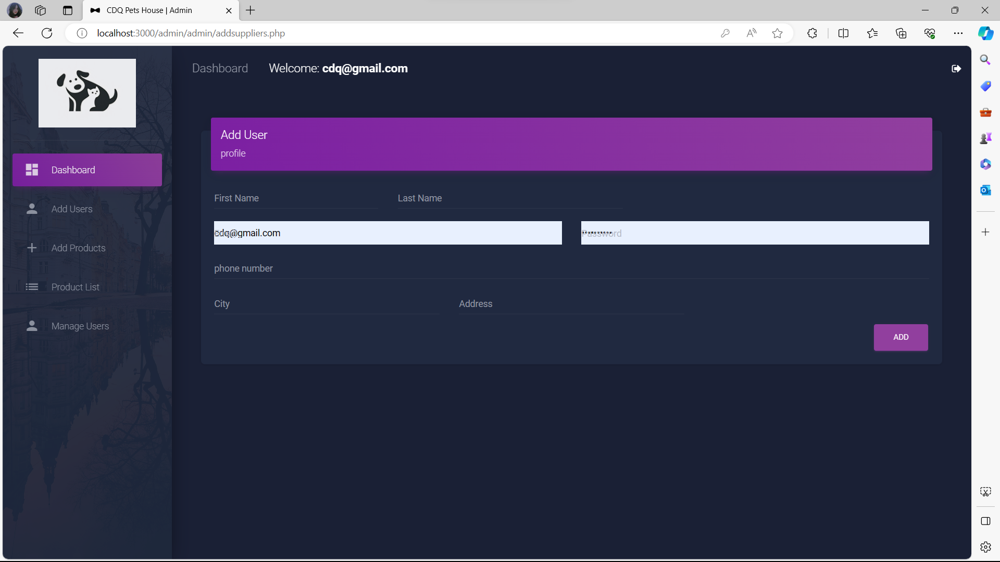 CDQ Pets House | Admin
localhost:3000/admin/admin/addsuppliers.php
Dashboard Welcome: cdq@gmail.com
Add User
profile
Dashboard
Add Users
Add Products
Product List
Manage Users
First Name Last Name
cdq@gmail.com Password
phone number
City Address
ADD